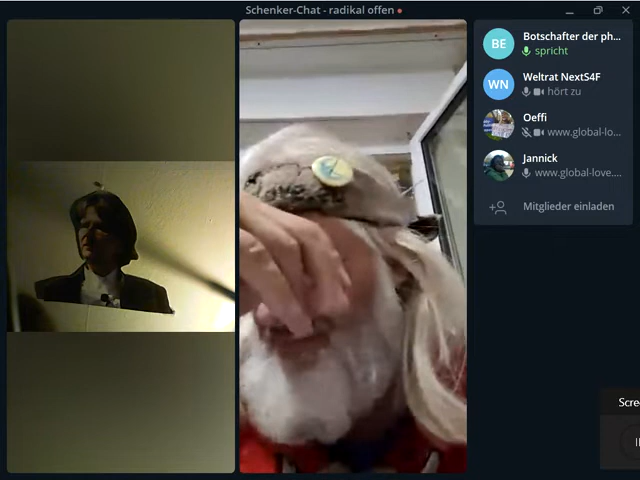 Schenker-Chat - radikal offen
BE
Botschafter der ph...
spricht
WN
Weltrat NextS4F
hört zu
Oeffi
www.global-lo...
Jannick
www.global-love....
Mitglieder einladen
Scre